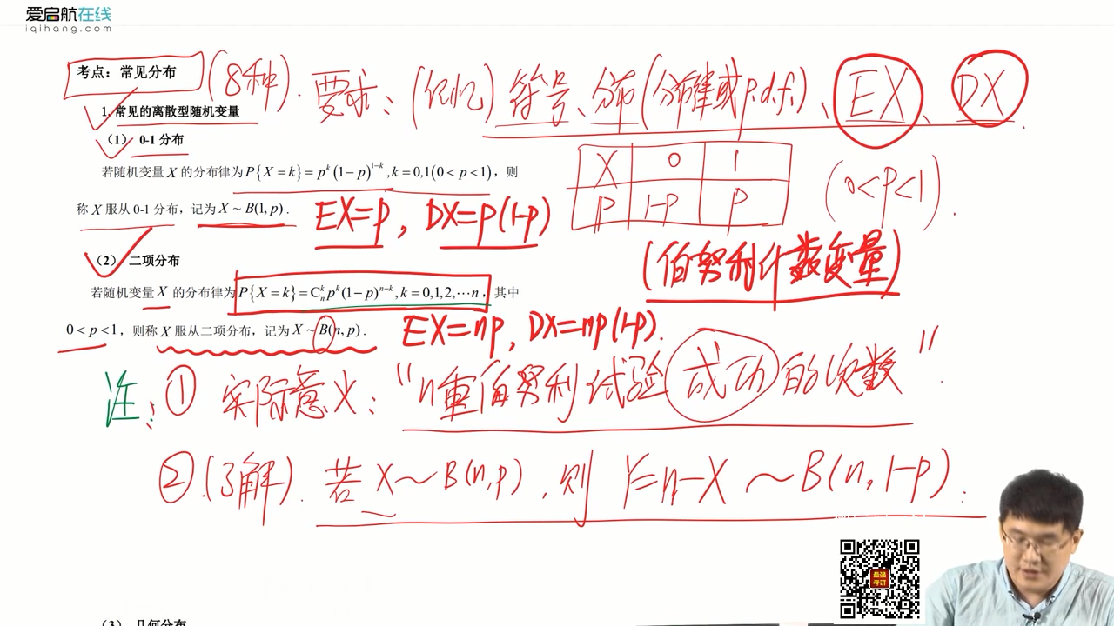 爱启航在线
iqihang.com
考点：常见分布 (8种). 要求：(记忆) 符号、分布(分布律或p.d.f.)、EX、DX.
1. 常见的离散型随机变量
（1）0-1 分布
X 0 1
P 1-P P
(0<P<1).
若随机变量 X 的分布律为 P{X=k}=p^k(1-p)^{1-k},k=0,1(0<p<1)，则
称 X 服从 0-1 分布，记为 X~B(1,p). EX=P, DX=P(1-P)
(伯努利计数变量)
（2）二项分布
若随机变量 X 的分布律为 P{X=k}=C_n^k p^k(1-p)^{n-k},k=0,1,2,⋯n，其中
0<p<1，则称 X 服从二项分布，记为 X~B(n,p). EX=np, DX=np(1-p).
注：① 实际意义：“n重伯努利试验成功的次数”.
②(了解). 若 X~B(n,p), 则 Y=n-X ~B(n,1-p).
（3）几何分布